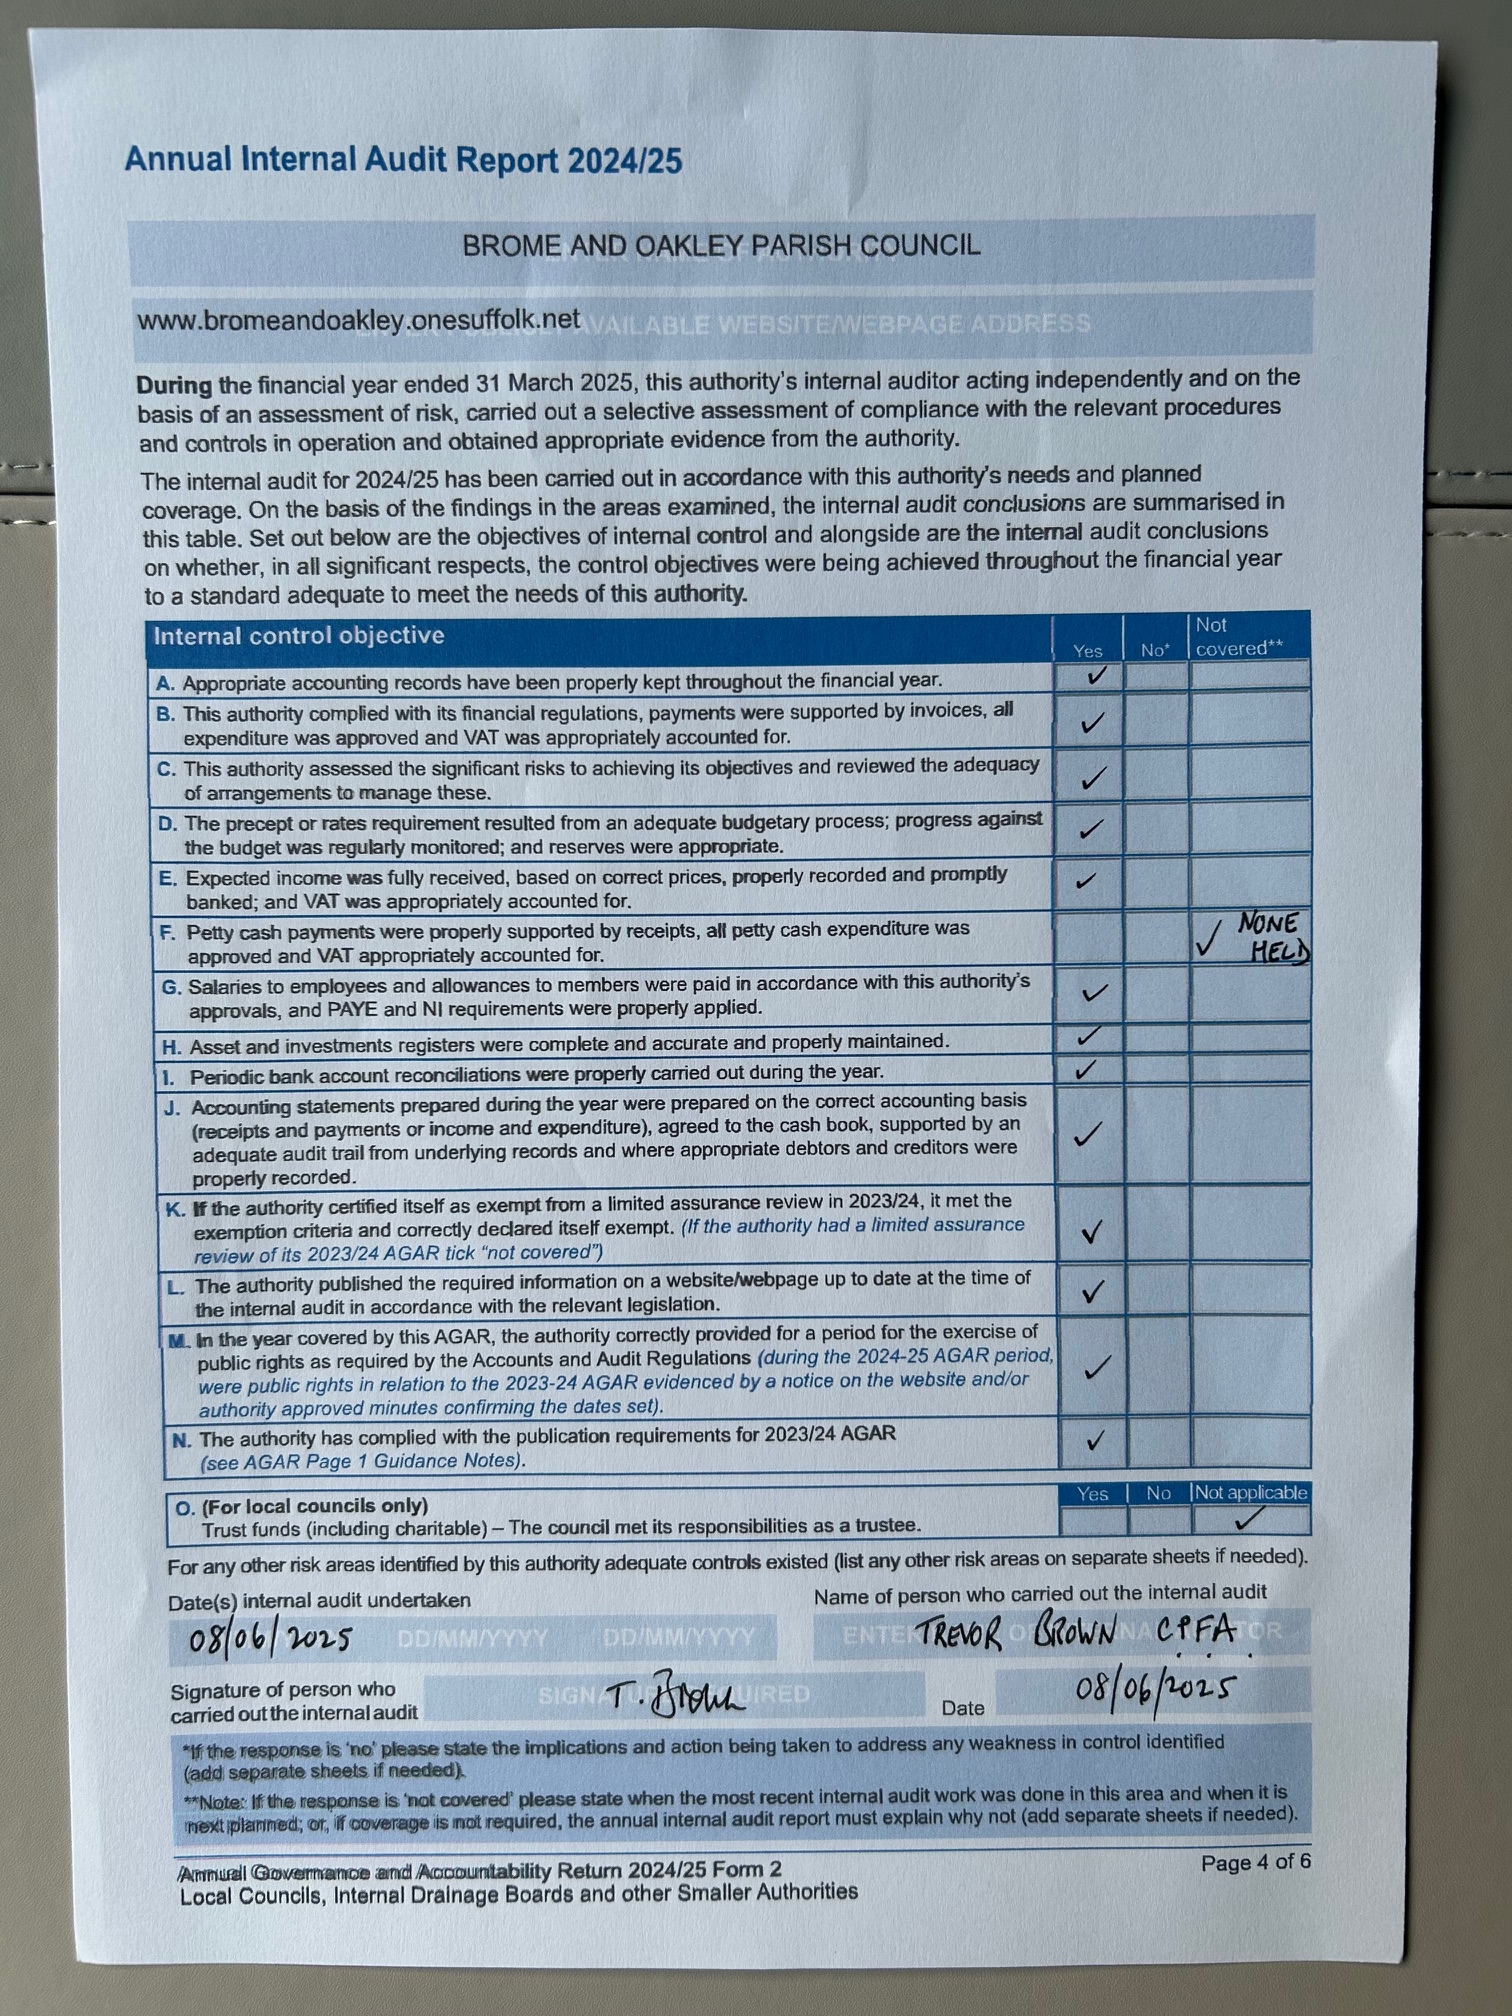 Annual Internal Audit Report 2024/25
BROME AND OAKLEY PARISH COUNCIL
www.bromeandoakley.onesuffolk.net AVAILABLE WEBSITE/WEBPAGE ADDRESS
During the financial year ended 31 March 2025, this authority's internal auditor acting independently and on the
basis of an assessment of risk, carried out a selective assessment of compliance with the relevant procedures
and controls in operation and obtained appropriate evidence from the authority.
The internal audit for 2024/25 has been carried out in accordance with this authority's needs and planned
coverage. On the basis of the findings in the areas examined, the internal audit conclusions are summarised in
this table. Set out below are the objectives of internal control and alongside are the internal audit conclusions
on whether, in all significant respects, the control objectives were being achieved throughout the financial year
to a standard adequate to meet the needs of this authority.
Internal control objective Yes No* Not covered**
A. Appropriate accounting records have been properly kept throughout the financial year. ✓
B. This authority complied with its financial regulations, payments were supported by invoices, all
expenditure was approved and VAT was appropriately accounted for. ✓
C. This authority assessed the significant risks to achieving its objectives and reviewed the adequacy
of arrangements to manage these. ✓
D. The precept or rates requirement resulted from an adequate budgetary process; progress against
the budget was regularly monitored; and reserves were appropriate. ✓
E. Expected income was fully received, based on correct prices, properly recorded and promptly
banked; and VAT was appropriately accounted for. ✓
F. Petty cash payments were properly supported by receipts, all petty cash expenditure was ✓ NONE
approved and VAT appropriately accounted for. HELD
G. Salaries to employees and allowances to members were paid in accordance with this authority's
approvals, and PAYE and NI requirements were properly applied. ✓
H. Asset and investments registers were complete and accurate and properly maintained. ✓
I. Periodic bank account reconciliations were properly carried out during the year. ✓
J. Accounting statements prepared during the year were prepared on the correct accounting basis
(receipts and payments or income and expenditure), agreed to the cash book, supported by an
adequate audit trail from underlying records and where appropriate debtors and creditors were ✓
properly recorded.
K. If the authority certified itself as exempt from a limited assurance review in 2023/24, it met the
exemption criteria and correctly declared itself exempt. (If the authority had a limited assurance ✓
review of its 2023/24 AGAR tick "not covered")
L. The authority published the required information on a website/webpage up to date at the time of
the internal audit in accordance with the relevant legislation. ✓
M. In the year covered by this AGAR, the authority correctly provided for a period for the exercise of
public rights as required by the Accounts and Audit Regulations (during the 2024-25 AGAR period, ✓
were public rights in relation to the 2023-24 AGAR evidenced by a notice on the website and/or
authority approved minutes confirming the dates set).
N. The authority has complied with the publication requirements for 2023/24 AGAR ✓
(see AGAR Page 1 Guidance Notes).
O. (For local councils only) Yes No Not applicable
Trust funds (including charitable) – The council met its responsibilities as a trustee. ✓
For any other risk areas identified by this authority adequate controls existed (list any other risk areas on separate sheets if needed).
Date(s) internal audit undertaken Name of person who carried out the internal audit
08/06/2025 DD/MM/YYYY DD/MM/YYYY TREVOR BROWN C.P.F.A.
Signature of person who
carried out the internal audit T. Brown Date 08/06/2025
*If the response is 'no' please state the implications and action being taken to address any weakness in control identified
(add separate sheets if needed).
**Note: If the response is 'not covered' please state when the most recent internal audit work was done in this area and when it is
next planned; or, if coverage is not required, the annual internal audit report must explain why not (add separate sheets if needed).
Annual Governance and Accountability Return 2024/25 Form 2 Page 4 of 6
Local Councils, Internal Drainage Boards and other Smaller Authorities